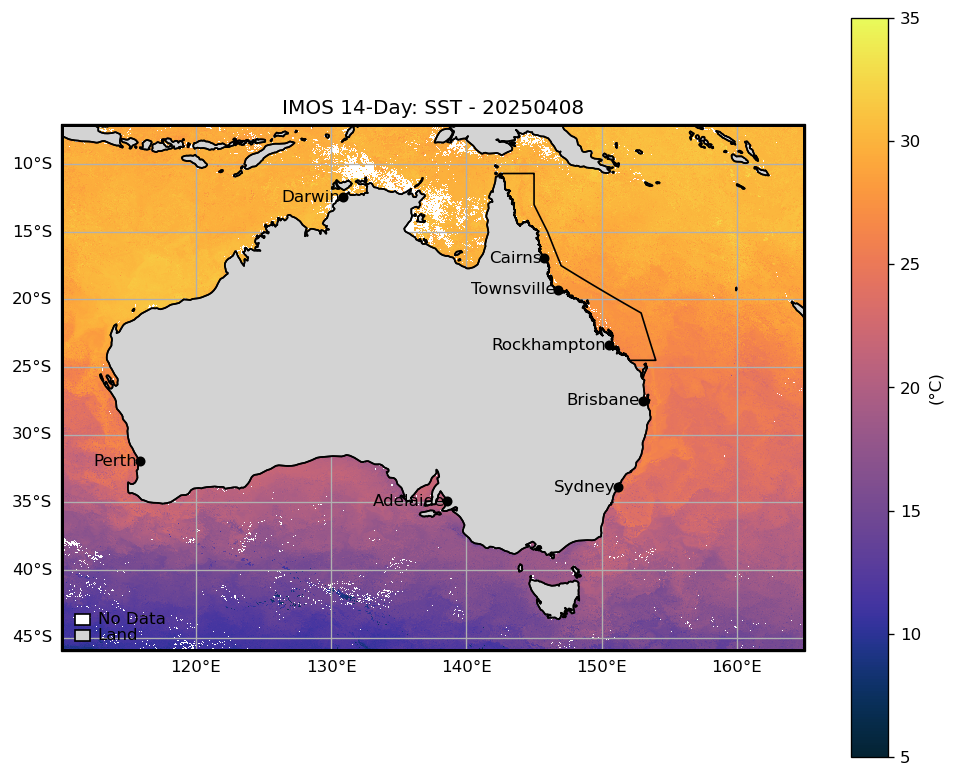 IMOS 14-Day: SST - 20250408
35
30
25
20
15
10
5
(°C)
10°S
15°S
20°S
25°S
30°S
35°S
40°S
45°S
Darwin
Cairns
Townsville
Rockhampton
Brisbane
Perth
Sydney
Adelaide
No Data
Land
120°E
130°E
140°E
150°E
160°E